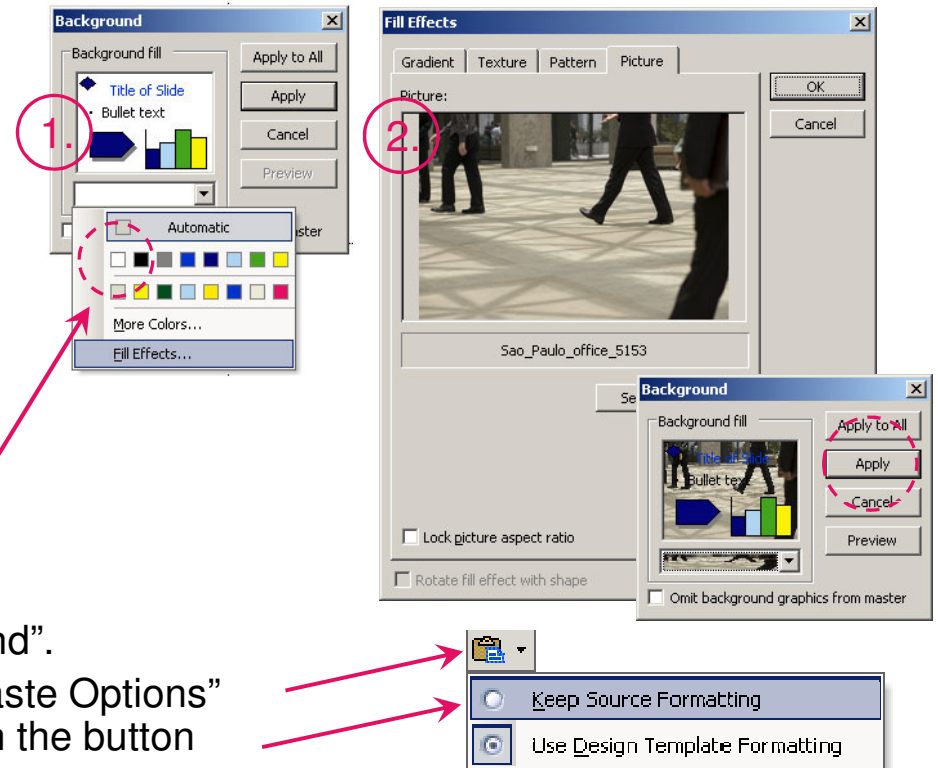 Background
Background fill
Title of Slide
Bullet text
Apply to All
Apply
Cancel
Preview
Automatic
More Colors...
Fill Effects...
1.
Fill Effects
Gradient
Texture
Pattern
Picture
Picture:
2.
Sao_Paulo_office_5153
OK
Cancel
Lock picture aspect ratio
Rotate fill effect with shape
Background
Background fill
Title of Slide
Bullet text
Apply to All
Apply
Cancel
Preview
Omit background graphics from master
nd”.
aste Options”
the button
Keep Source Formatting
Use Design Template Formatting